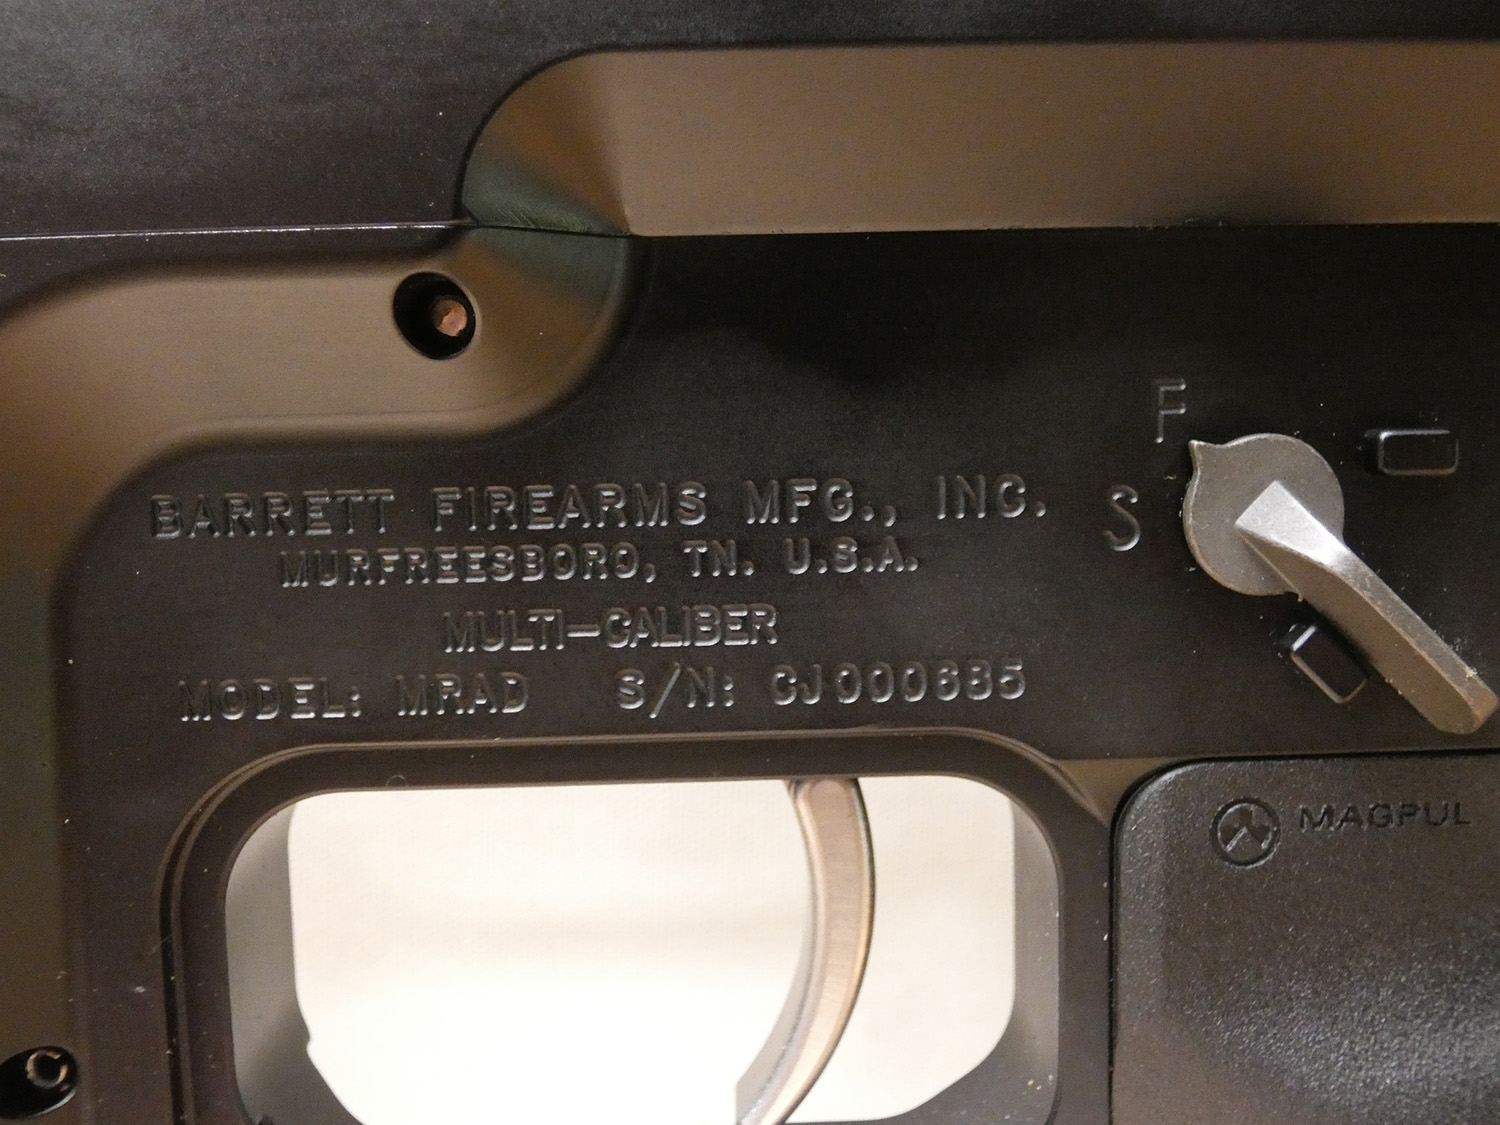 F
S
BARRETT FIREARMS MFG., INC.
MURFREESBORO, TN. U.S.A.
MULTI-CALIBER
MODEL: MRAD S/N: CJ000685
MAGPUL